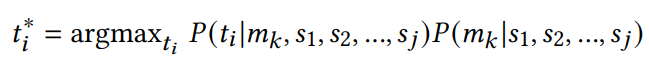 t_i^* = argmax_{t_i} P(t_i|m_k, s_1, s_2, ..., s_j)P(m_k|s_1, s_2, ..., s_j)